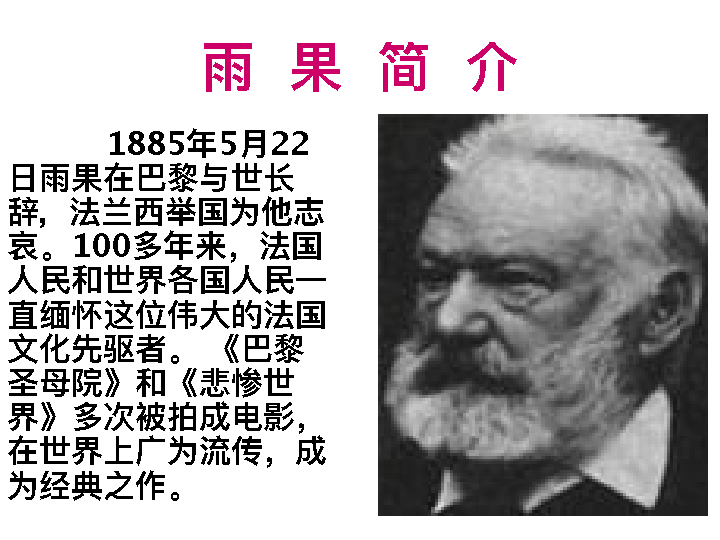 雨 果 简 介
1885年5月22
日雨果在巴黎与世长
辞，法兰西举国为他志
哀。100多年来，法国
人民和世界各国人民一
直缅怀这位伟大的法国
文化先驱者。 《巴黎
圣母院》和《悲惨世
界》多次被拍成电影，
在世界上广为流传，成
为经典之作。